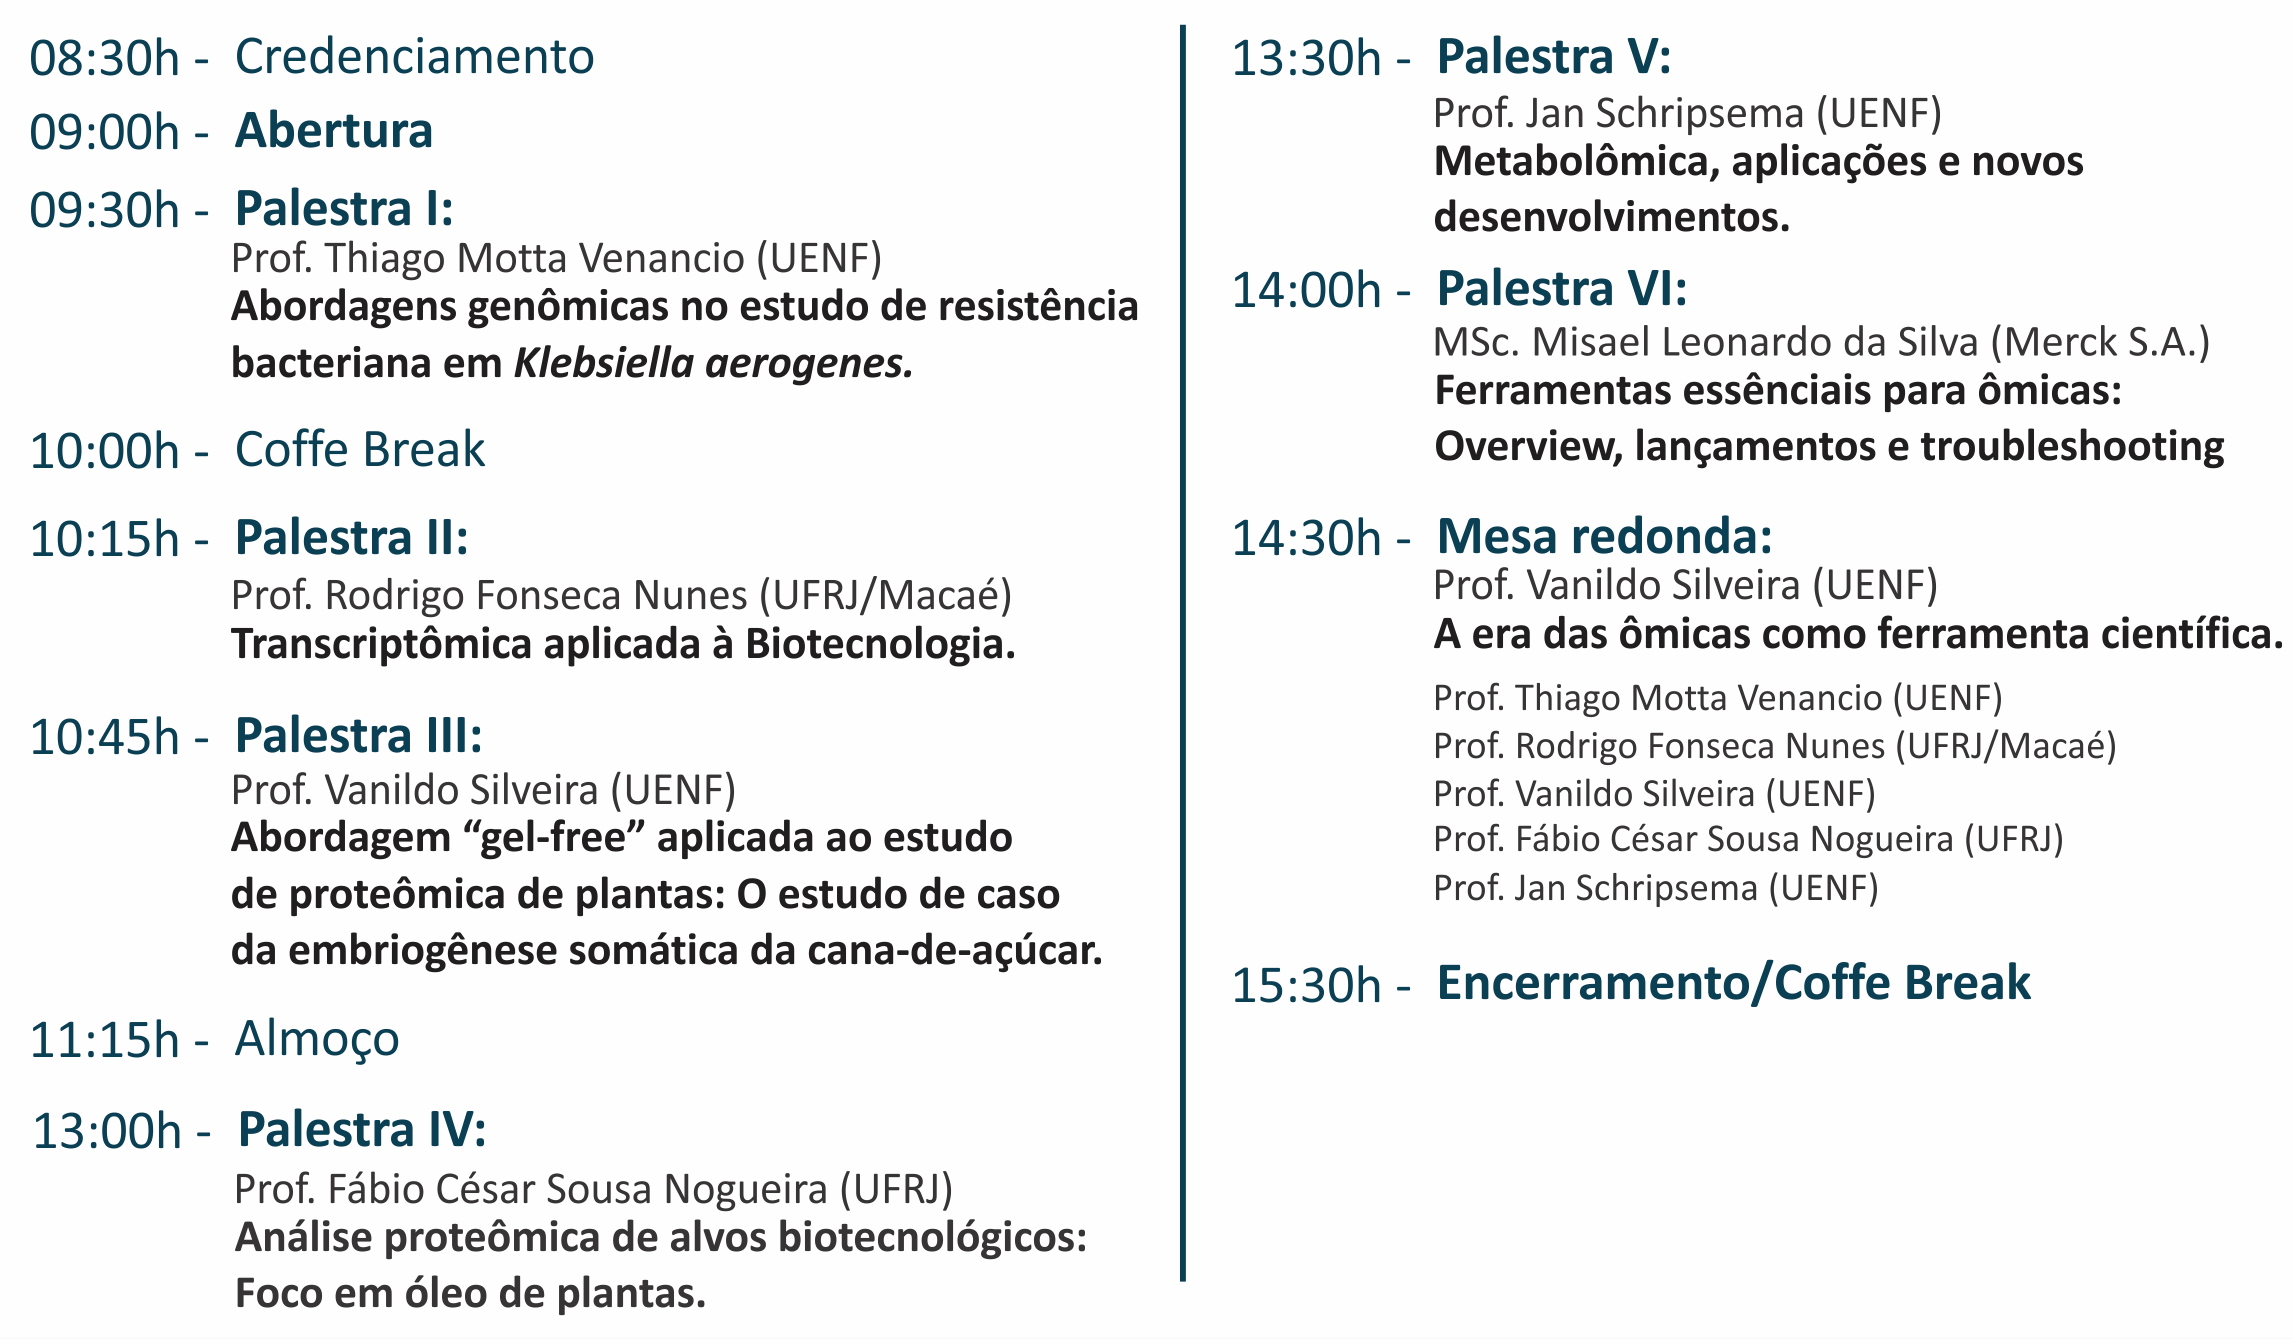 08:30h - Credenciamento
09:00h - Abertura
09:30h - Palestra I:
Prof. Thiago Motta Venancio (UENF)
Abordagens genômicas no estudo de resistência
bacteriana em Klebsiella aerogenes.
10:00h - Coffe Break
10:15h - Palestra II:
Prof. Rodrigo Fonseca Nunes (UFRJ/Macaé)
Transcriptômica aplicada à Biotecnologia.
10:45h - Palestra III:
Prof. Vanildo Silveira (UENF)
Abordagem “gel-free” aplicada ao estudo
de proteômica de plantas: O estudo de caso
da embriogênese somática da cana-de-açúcar.
11:15h - Almoço
13:00h - Palestra IV:
Prof. Fábio César Sousa Nogueira (UFRJ)
Análise proteômica de alvos biotecnológicos:
Foco em óleo de plantas.
13:30h - Palestra V:
Prof. Jan Schripsema (UENF)
Metabolômica, aplicações e novos
desenvolvimentos.
14:00h - Palestra VI:
MSc. Misael Leonardo da Silva (Merck S.A.)
Ferramentas essênciais para ômicas:
Overview, lançamentos e troubleshooting
14:30h - Mesa redonda:
Prof. Vanildo Silveira (UENF)
A era das ômicas como ferramenta científica.
Prof. Thiago Motta Venancio (UENF)
Prof. Rodrigo Fonseca Nunes (UFRJ/Macaé)
Prof. Vanildo Silveira (UENF)
Prof. Fábio César Sousa Nogueira (UFRJ)
Prof. Jan Schripsema (UENF)
15:30h - Encerramento/Coffe Break